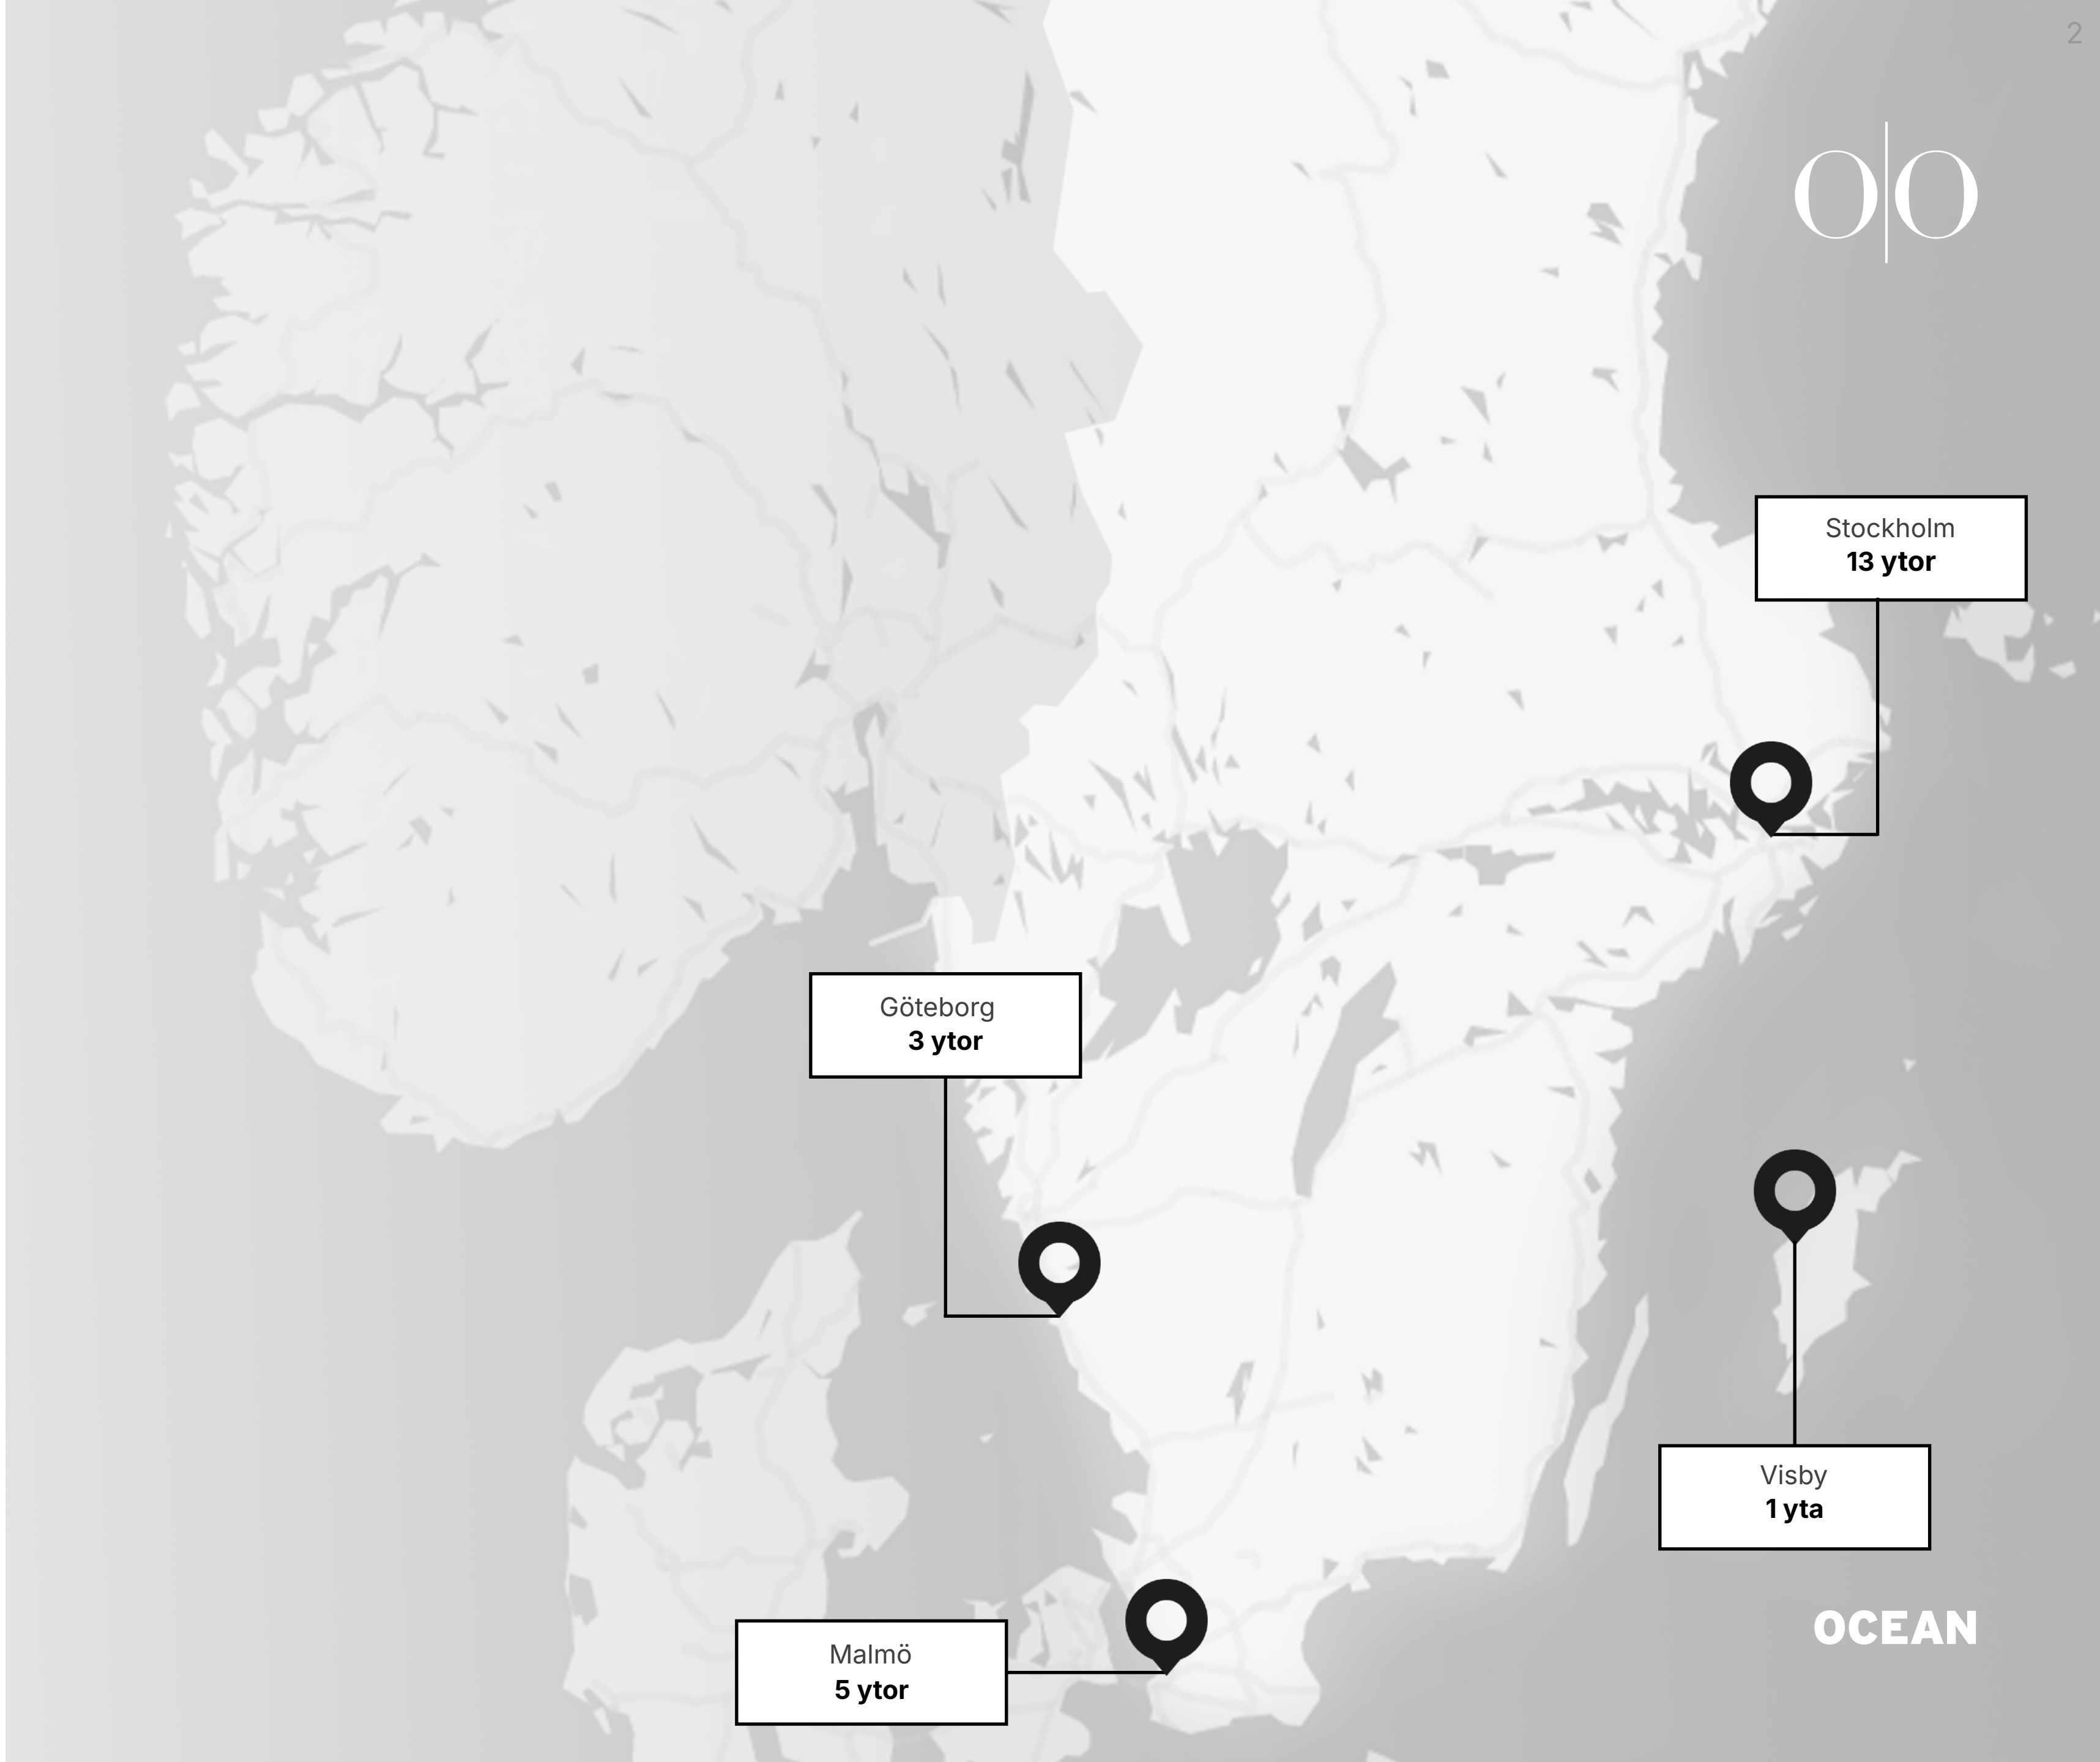 2
O|O
Stockholm
13 ytor
Göteborg
3 ytor
Visby
1 yta
OCEAN
Malmö
5 ytor